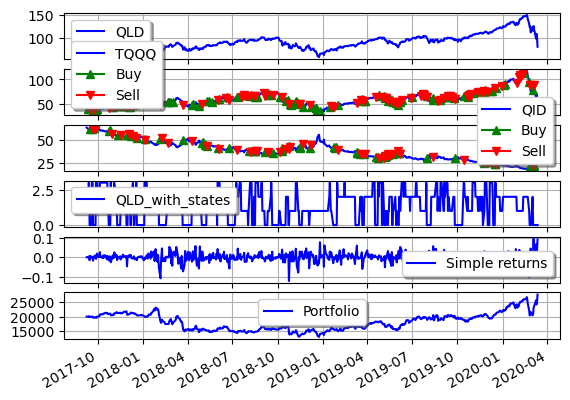 150
QLD
100
TQQQ
Buy
100
Sell
50
QID
Buy
50
Sell
25
2.5
QLD_with_states
0.0
0.1
0.0
Simple returns
−0.1
25000
Portfolio
20000
15000
2017-10
2018-01
2018-04
2018-07
2018-10
2019-01
2019-04
2019-07
2019-10
2020-01
2020-04